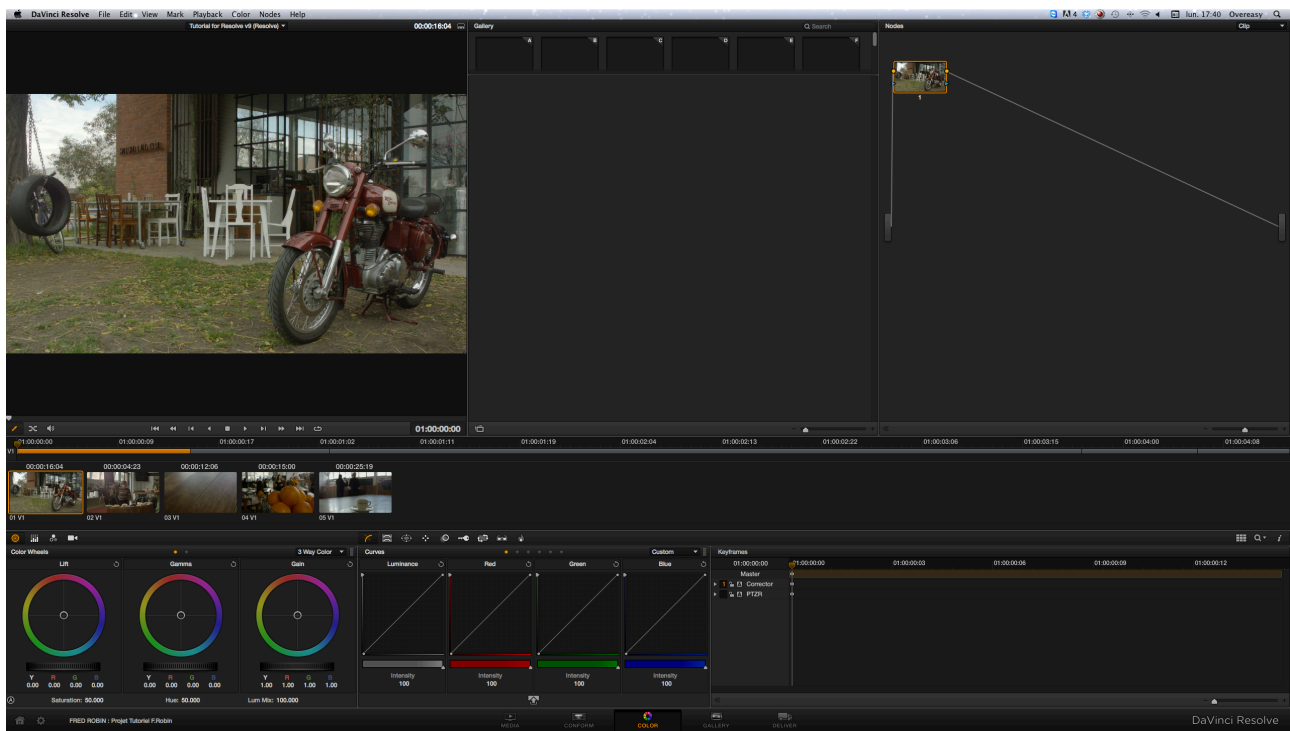 DaVinci Resolve File Edit View Mark Playback Color Nodes Help 4 lun. 17:40 Overeasy
Tutorial for Resolve v9 (Resolve) 00:00:16:04 Gallery Search Nodes Clip
A B C D E F
1
01:00:00:00
01:00:00:00 01:00:00:09 01:00:00:17 01:00:01:02 01:00:01:11 01:00:01:19 01:00:02:04 01:00:02:13 01:00:02:22 01:00:03:06 01:00:03:15 01:00:04:00 01:00:04:08
V1
00:00:16:04 00:00:04:23 00:00:12:06 00:00:15:00 00:00:25:19
01 V1 02 V1 03 V1 04 V1 05 V1
Color Wheels 3 Way Color Curves Custom Keyframes
Lift Gamma Gain Luminance Red Green Blue 01:00:00:00 01:00:00:00 01:00:00:03 01:00:00:06 01:00:00:09 01:00:00:12
Master
1 Corrector
PTZR
Y R G B Y R G B Y R G B Intensity Intensity Intensity Intensity
0.00 0.00 0.00 0.00 0.00 0.00 0.00 0.00 1.00 1.00 1.00 1.00 100 100 100 100
Saturation: 50.000 Hue: 50.000 Lum Mix: 100.000
FRED ROBIN : Projet Tutoriel F.Robin MEDIA CONFORM COLOR GALLERY DELIVER DaVinci Resolve